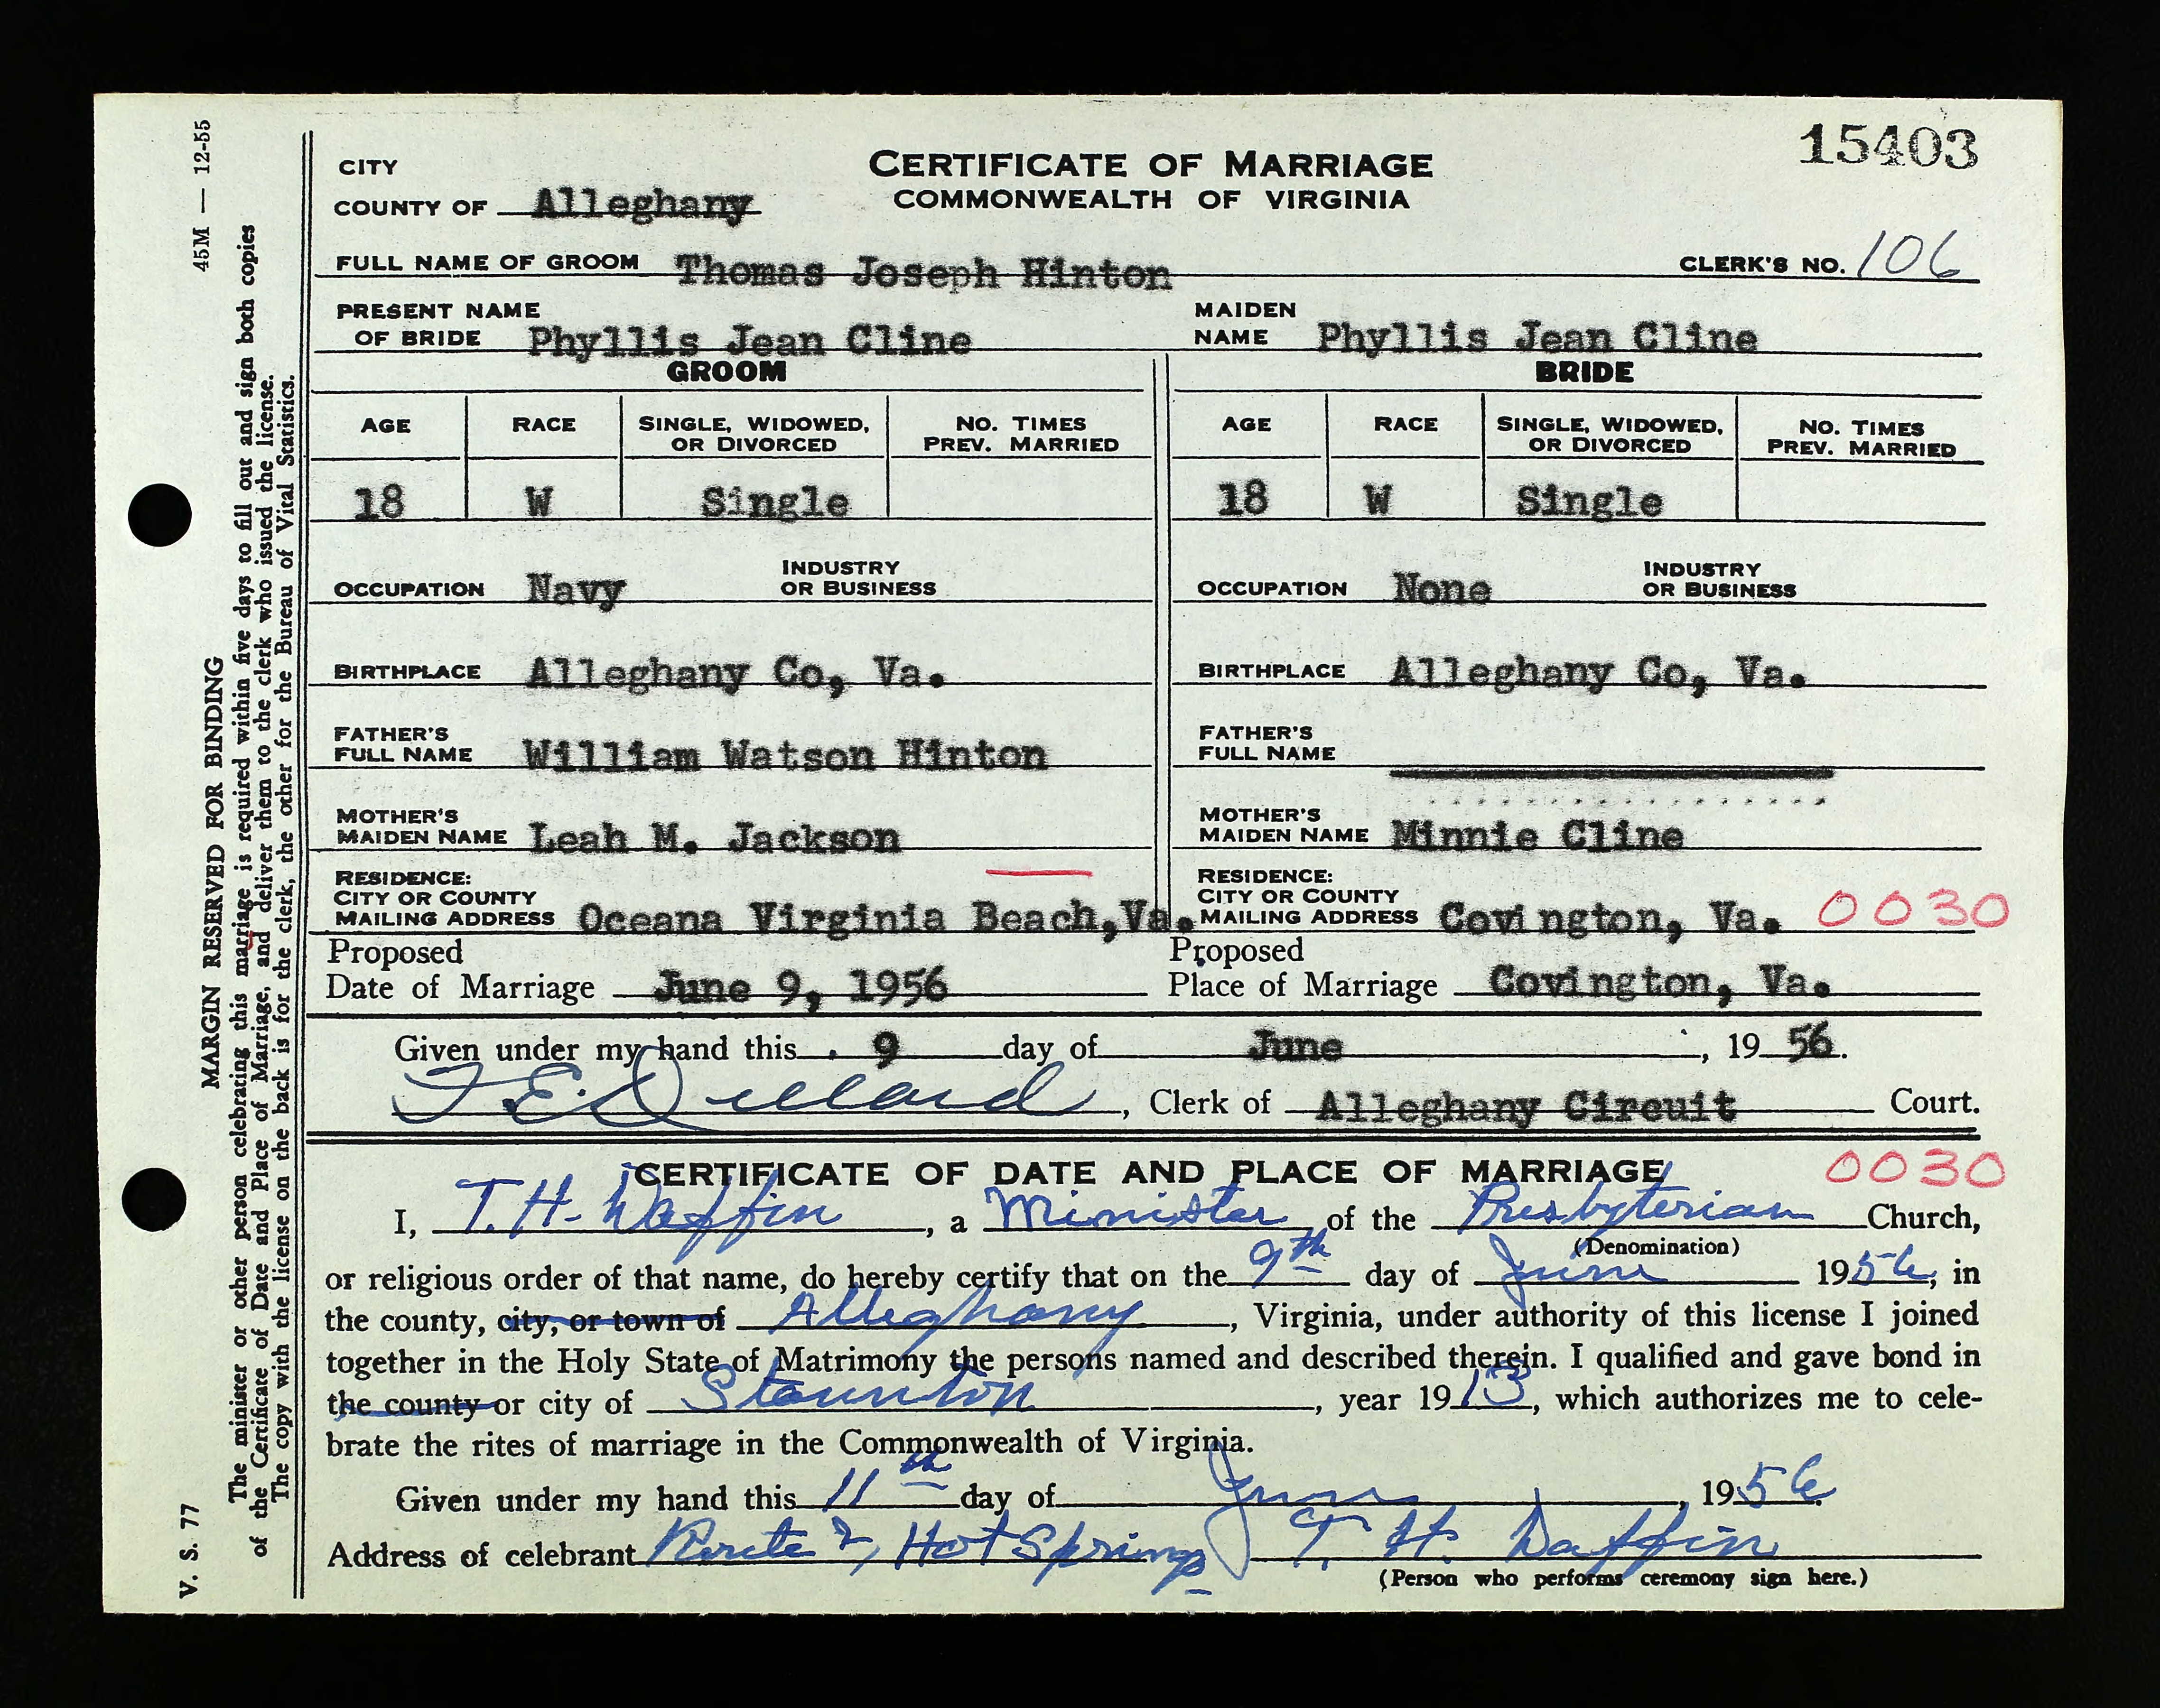 15403
CITY
CERTIFICATE OF MARRIAGE
COUNTY OF Alleghany
COMMONWEALTH OF VIRGINIA
FULL NAME OF GROOM Thomas Joseph Hinton CLERK'S NO. 106
PRESENT NAME
OF BRIDE Phyllis Jean Cline
MAIDEN
NAME Phyllis Jean Cline
GROOM BRIDE
AGE RACE SINGLE, WIDOWED, OR DIVORCED NO. TIMES PREV. MARRIED AGE RACE SINGLE, WIDOWED, OR DIVORCED NO. TIMES PREV. MARRIED
18 W Single 18 W Single
OCCUPATION Navy INDUSTRY OR BUSINESS OCCUPATION None INDUSTRY OR BUSINESS
BIRTHPLACE Alleghany Co, Va. BIRTHPLACE Alleghany Co, Va.
FATHER'S
FULL NAME William Watson Hinton
FATHER'S
FULL NAME
MOTHER'S
MAIDEN NAME Leah M. Jackson
MOTHER'S
MAIDEN NAME Minnie Cline
RESIDENCE:
CITY OR COUNTY
MAILING ADDRESS Oceana Virginia Beach, Va.
RESIDENCE:
CITY OR COUNTY
MAILING ADDRESS Covington, Va. 0030
Proposed
Date of Marriage June 9, 1956
Proposed
Place of Marriage Covington, Va.
Given under my hand this 9 day of June, 19 56.
T E. Dillard, Clerk of Alleghany Circuit Court.
CERTIFICATE OF DATE AND PLACE OF MARRIAGE 0030
I, T. H. Daffin, a Minister of the Presbyterian Church,
(Denomination)
or religious order of that name, do hereby certify that on the 9th day of June 1956, in
the county, city, or town of Alleghany, Virginia, under authority of this license I joined
together in the Holy State of Matrimony the persons named and described therein. I qualified and gave bond in
the county or city of Staunton, year 1913, which authorizes me to cele-
brate the rites of marriage in the Commonwealth of Virginia.
Given under my hand this 11th day of June, 1956.
Address of celebrant Route 2, Hot Springs T. H. Daffin
(Person who performs ceremony sign here.)
V. S. 77 MARGIN RESERVED FOR BINDING 45M — 12-55
The minister or other person celebrating this marriage is required within five days to fill out and sign both copies
of the Certificate of Date and Place of Marriage, and deliver them to the clerk who issued the license.
The copy with the license on the back is for the clerk, the other for the Bureau of Vital Statistics.